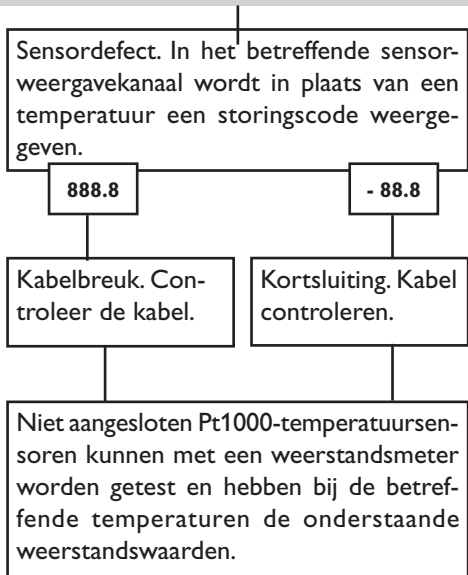 Sensordefect. In het betreffende sensor-
weergavekanaal wordt in plaats van een
temperatuur een storingscode weerge-
geven.
888.8
- 88.8
Kabelbreuk. Con-
troleer de kabel.
Kortsluiting. Kabel
controleren.
Niet aangesloten Pt1000-temperatuursen-
soren kunnen met een weerstandsmeter
worden getest en hebben bij de betref-
fende temperaturen de onderstaande
weerstandswaarden.